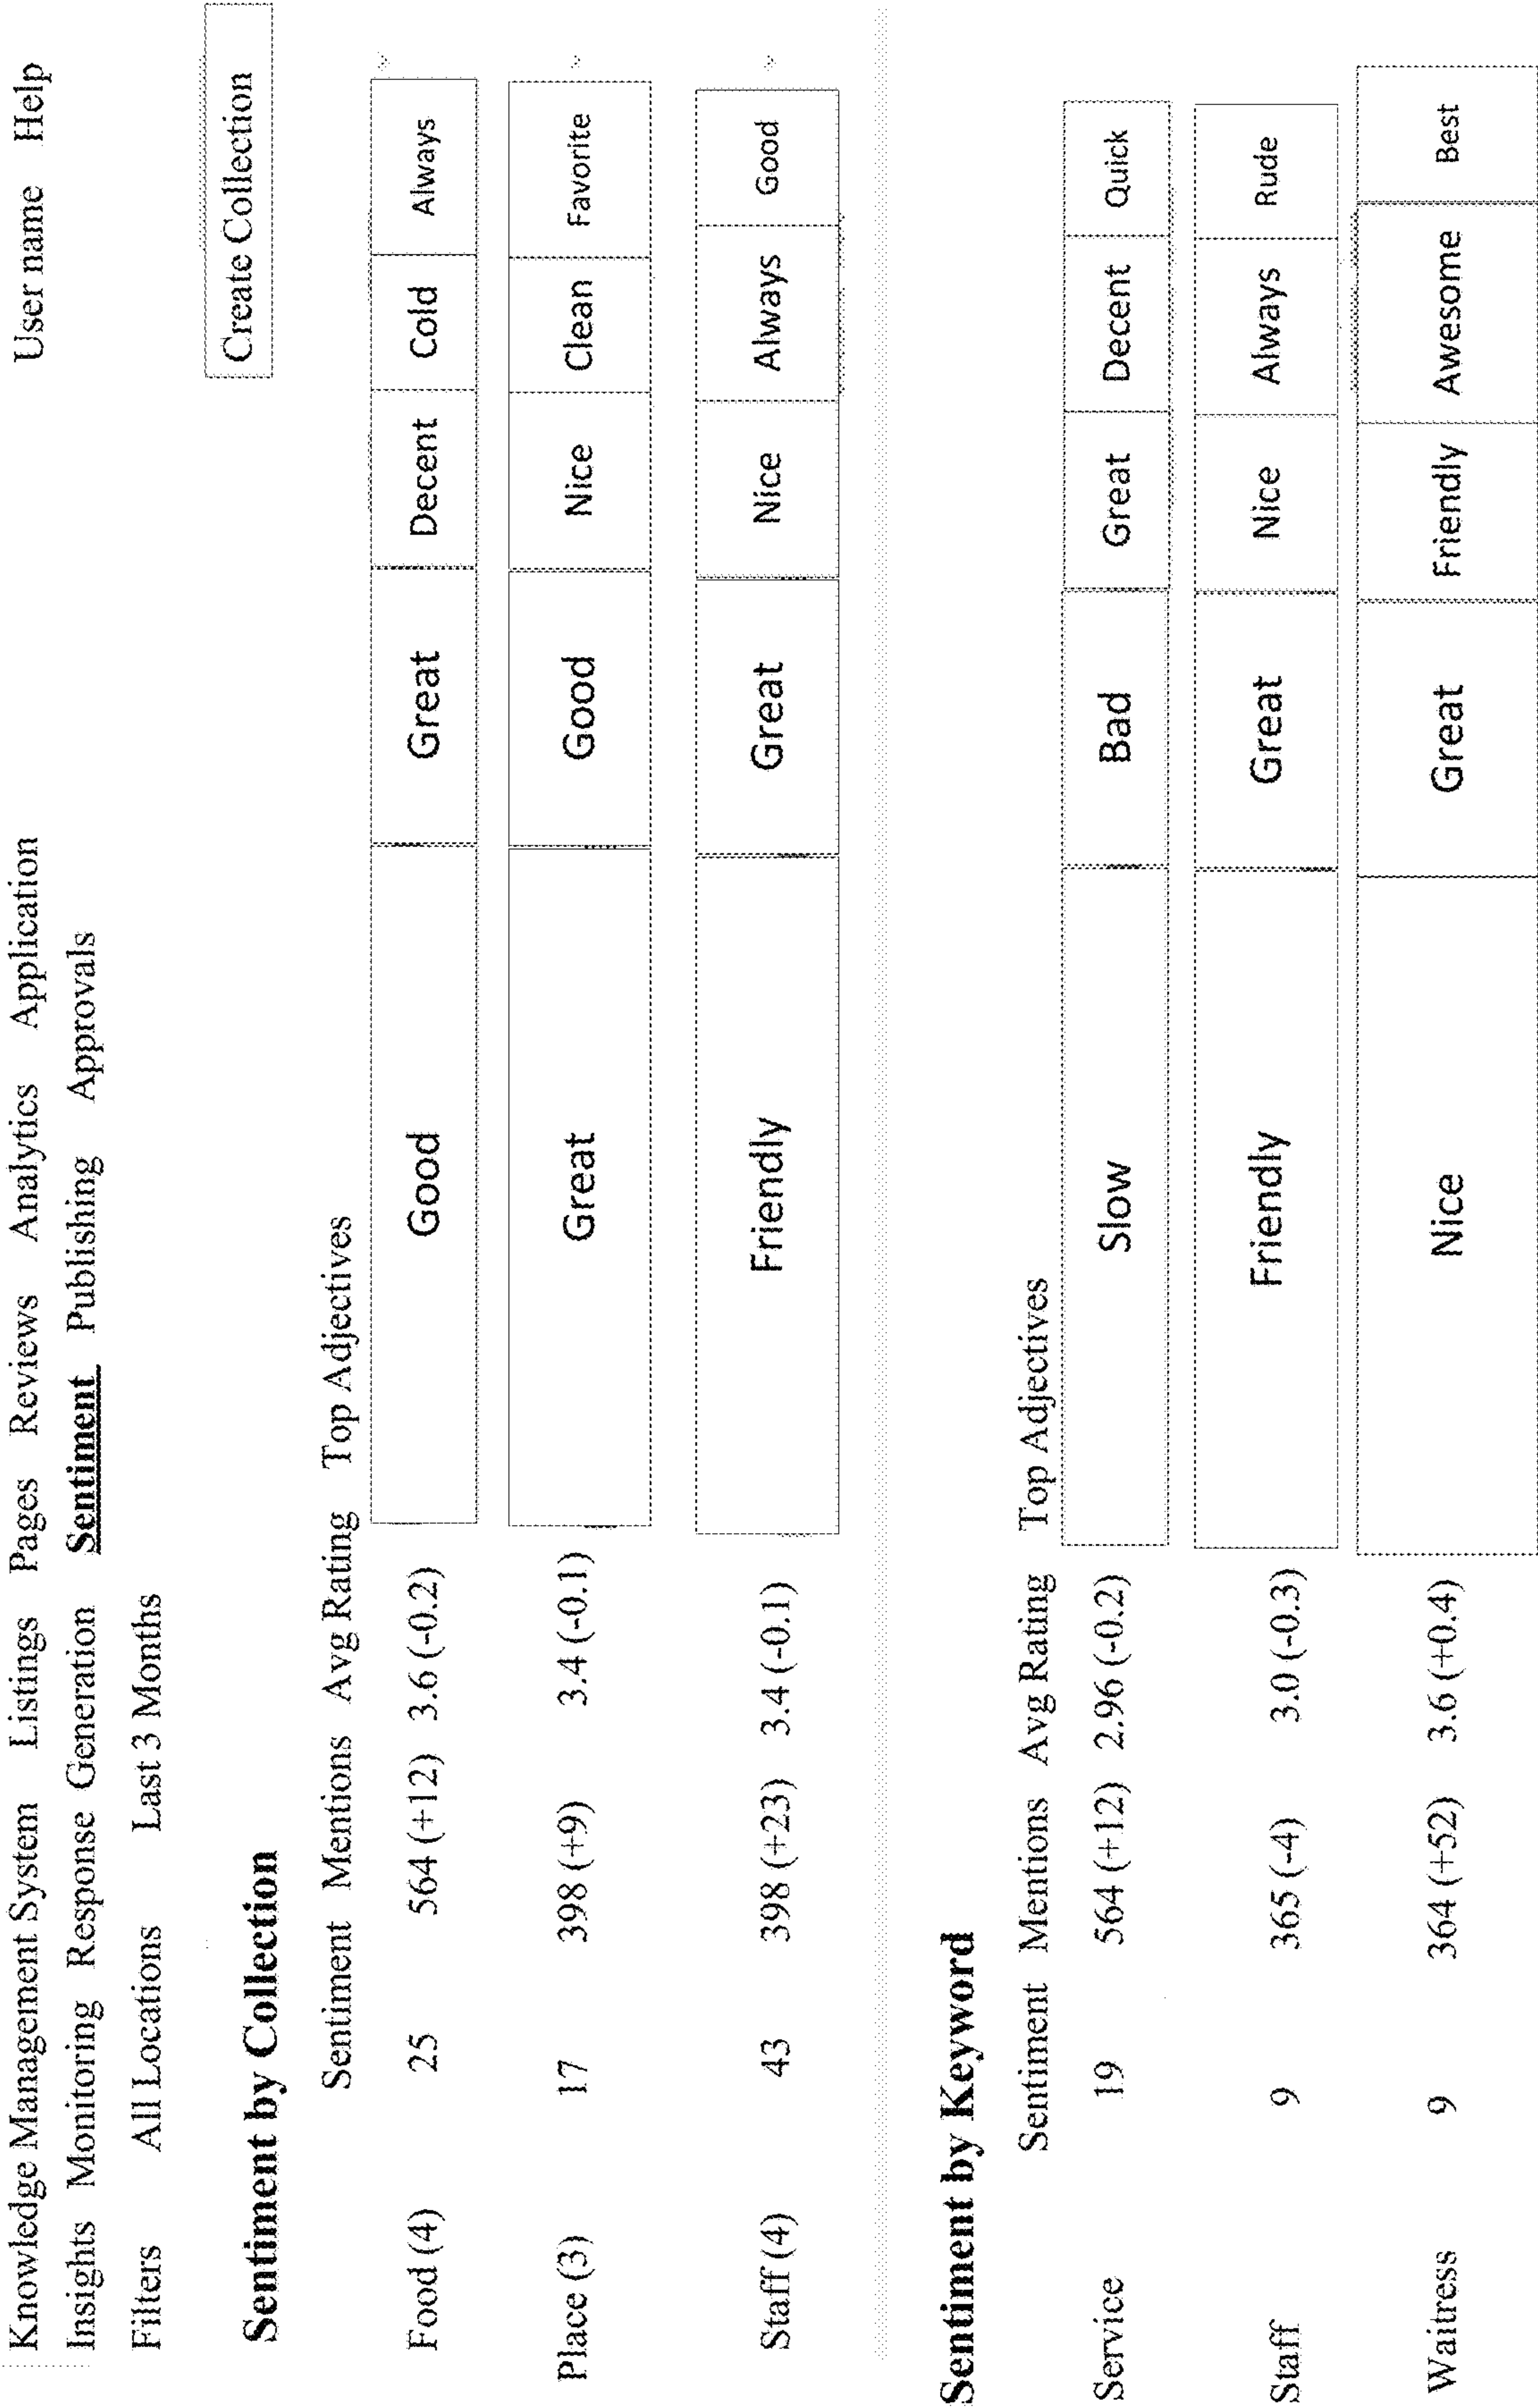 Knowledge Management System Listings Pages Reviews Analytics Application User name Help
Insights Monitoring Response Generation Sentiment Publishing Approvals
Filters All Locations Last 3 Months
Create Collection
Sentiment by Collection
Sentiment Mentions Avg Rating Top Adjectives
Food (4) 25 564 (+12) 3.6 (-0.2) Good Great Decent Cold Always
Place (3) 17 398 (+9) 3.4 (-0.1) Great Good Nice Clean Favorite
Staff (4) 43 398 (+23) 3.4 (-0.1) Friendly Great Nice Always Good
Sentiment by Keyword
Sentiment Mentions Avg Rating Top Adjectives
Service 19 564 (+12) 2.96 (-0.2) Slow Bad Great Decent Quick
Staff 9 365 (-4) 3.0 (-0.3) Friendly Great Nice Always Rude
Waitress 9 364 (+52) 3.6 (+0.4) Nice Great Friendly Awesome Best